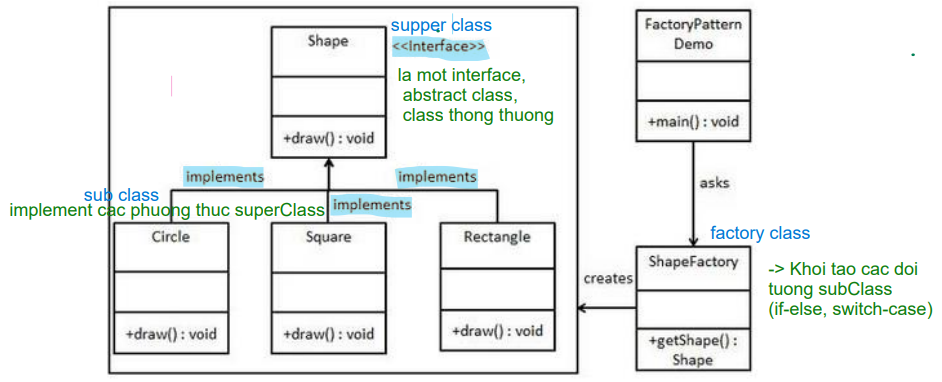 supper class
Shape
<<Interface>>
la mot interface,
abstract class,
class thong thuong
+draw() : void
implements
implements
implements
sub class
implement cac phuong thuc superClass
Circle
+draw() : void
Square
+draw() : void
Rectangle
+draw() : void
FactoryPattern
Demo
+main() : void
asks
factory class
ShapeFactory
+getShape() :
Shape
creates
-> Khoi tao cac doi
tuong subClass
(if-else, switch-case)